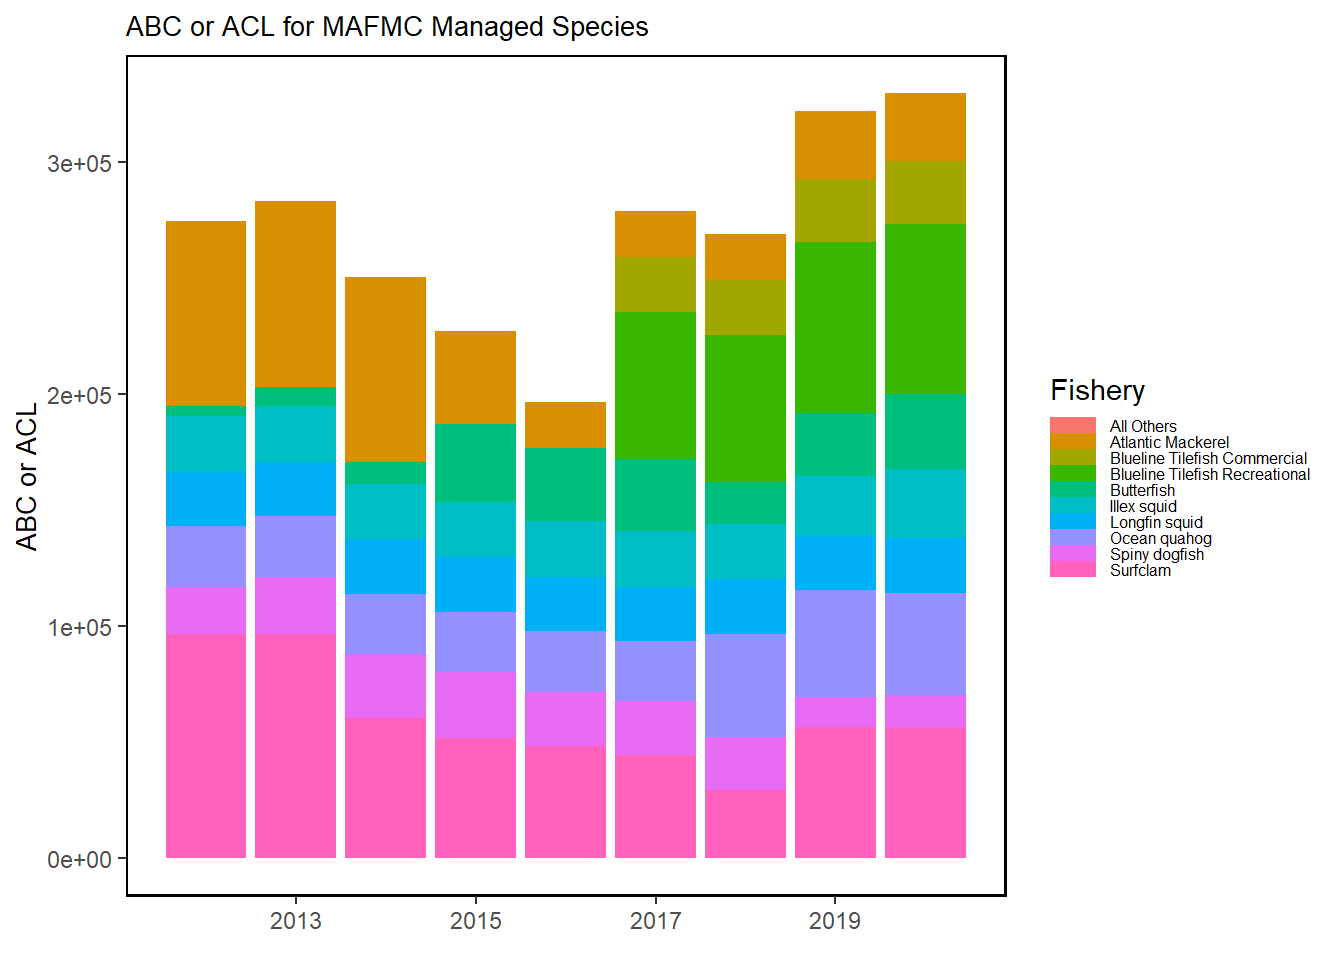 ABC or ACL for MAFMC Managed Species
ABC or ACL
3e+05
2e+05
1e+05
0e+00
2013
2015
2017
2019
Fishery
All Others
Atlantic Mackerel
Blueline Tilefish Commercial
Blueline Tilefish Recreational
Butterfish
Illex squid
Longfin squid
Ocean quahog
Spiny dogfish
Surfclam